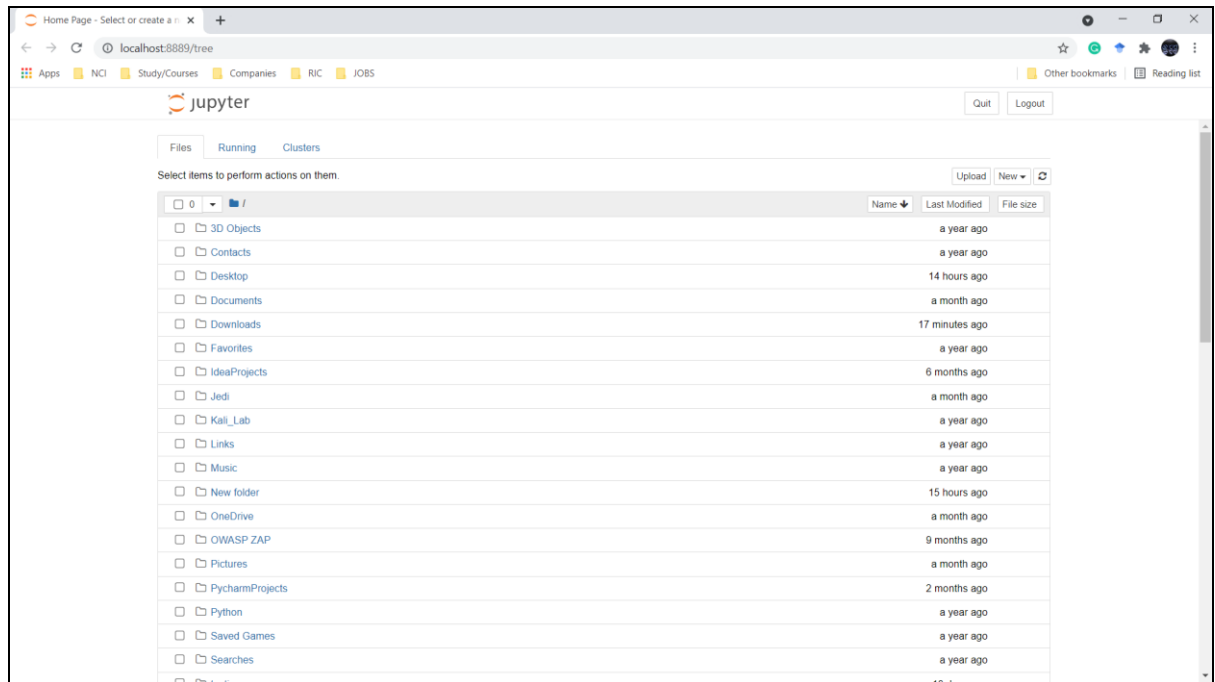 Home Page - Select or create a n
localhost:8889/tree
Apps NCI Study/Courses Companies RIC JOBS Other bookmarks Reading list
jupyter Quit Logout
Files Running Clusters
Select items to perform actions on them. Upload New
0 / Name Last Modified File size
3D Objects a year ago
Contacts a year ago
Desktop 14 hours ago
Documents a month ago
Downloads 17 minutes ago
Favorites a year ago
IdeaProjects 6 months ago
Jedi a month ago
Kali_Lab a year ago
Links a year ago
Music a year ago
New folder 15 hours ago
OneDrive a month ago
OWASP ZAP 9 months ago
Pictures a month ago
PycharmProjects 2 months ago
Python a year ago
Saved Games a year ago
Searches a year ago